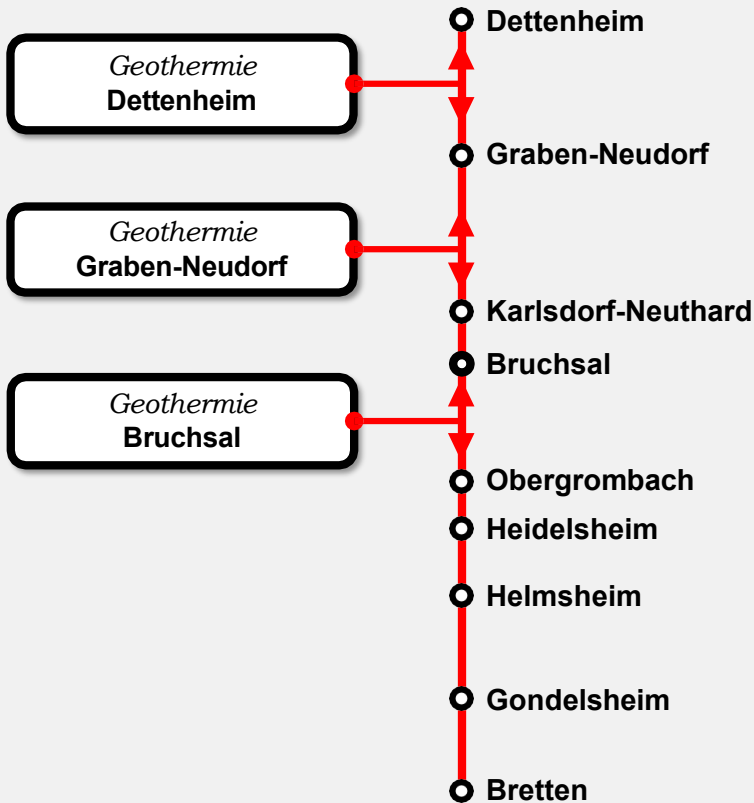 Dettenheim
Geothermie
Dettenheim
Graben-Neudorf
Geothermie
Graben-Neudorf
Karlsdorf-Neuthard
Bruchsal
Geothermie
Bruchsal
Obergrombach
Heidelsheim
Helmsheim
Gondelsheim
Bretten